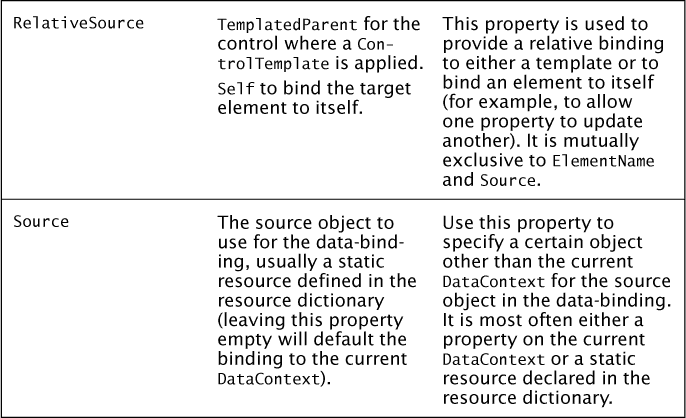 RelativeSource
TemplatedParent for the
control where a Con-
trolTemplate is applied.
Self to bind the target
element to itself.
This property is used to
provide a relative binding
to either a template or to
bind an element to itself
(for example, to allow
one property to update
another). It is mutually
exclusive to ElementName
and Source.
Source
The source object to
use for the data-bind-
ing, usually a static
resource defined in the
resource dictionary
(leaving this property
empty will default the
binding to the current
DataContext).
Use this property to
specify a certain object
other than the current
DataContext for the source
object in the data-binding.
It is most often either a
property on the current
DataContext or a static
resource declared in the
resource dictionary.